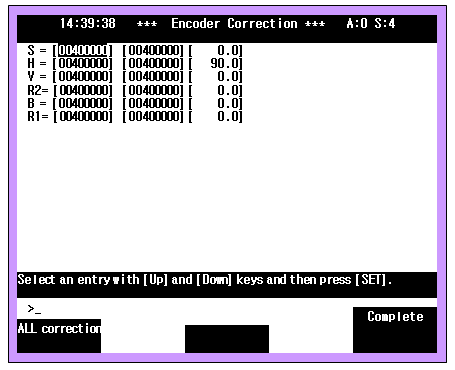 14:39:38 *** Encoder Correction *** A:0 S:4
S = [00400000] [00400000] [ 0.0]
H = [00400000] [00400000] [ 90.0]
V = [00400000] [00400000] [ 0.0]
R2= [00400000] [00400000] [ 0.0]
B = [00400000] [00400000] [ 0.0]
R1= [00400000] [00400000] [ 0.0]
Select an entry with [Up] and [Down] keys and then press [SET].
>_
Complete
ALL correction